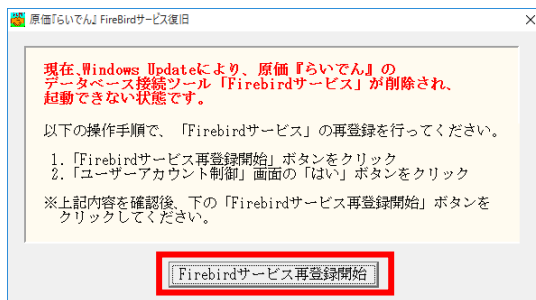 原価『らいでん』 FireBirdサービス復旧
現在、Windows Updateにより、原価『らいでん』の
データベース接続ツール「Firebirdサービス」が削除され、
起動できない状態です。
以下の操作手順で、「Firebirdサービス」の再登録を行ってください。
1.「Firebirdサービス再登録開始」ボタンをクリック
2.「ユーザーアカウント制御」画面の「はい」ボタンをクリック
※上記内容を確認後、下の「Firebirdサービス再登録開始」ボタンを
クリックしてください。
Firebirdサービス再登録開始